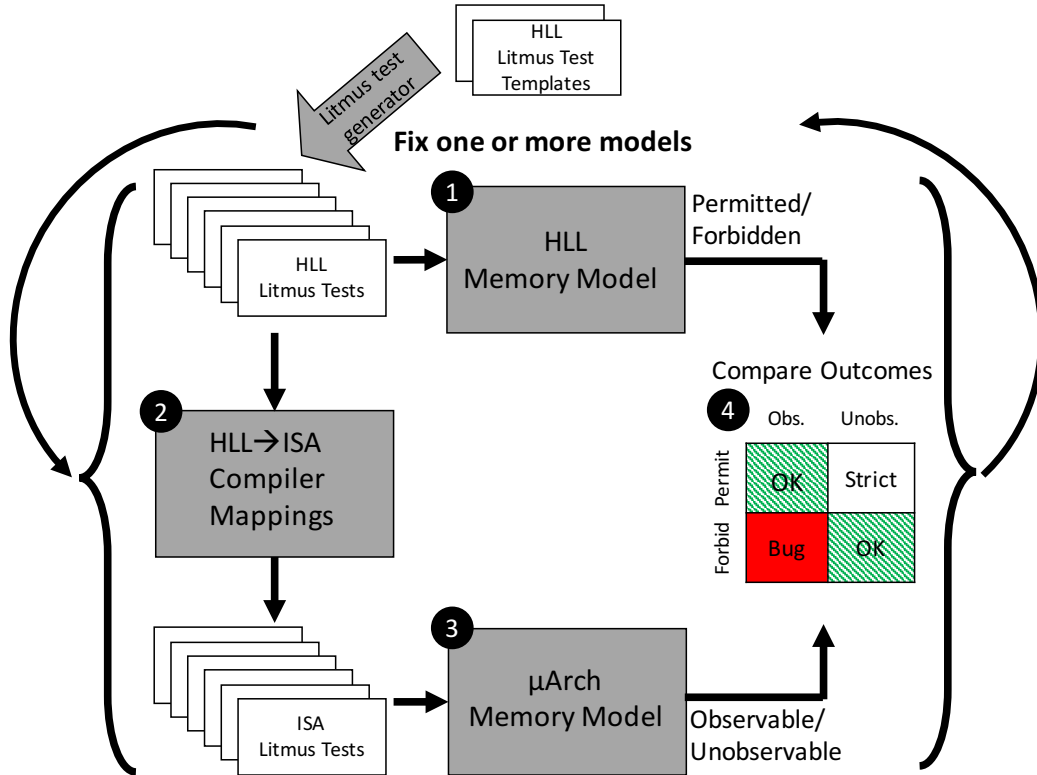 HLL
Litmus Test
Templates
Litmus test
generator
Fix one or more models
1
HLL
Memory Model
Permitted/
Forbidden
HLL
Litmus Tests
2
HLL→ISA
Compiler
Mappings
Compare Outcomes
4
Obs. Unobs.
Permit
OK Strict
Forbid
Bug OK
3
µArch
Memory Model
ISA
Litmus Tests
Observable/
Unobservable